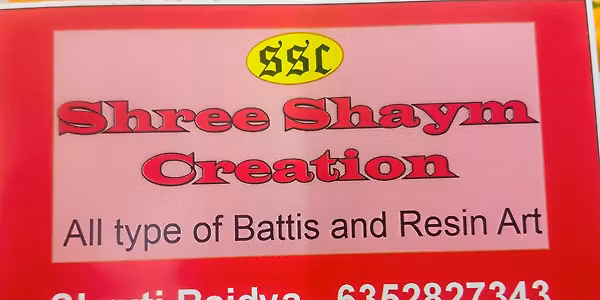 SSC
Shree Shaym
Creation
All type of Battis and Resin Art
6352827343